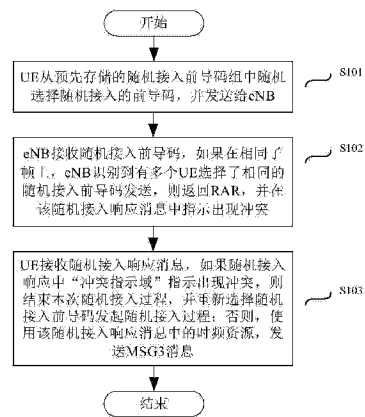 开始
UE从预先存储的随机接入前导码组中随机
选择随机接入的前导码，并发送给eNB
S101
eNB接收随机接入前导码，如果在相同子
帧上，eNB识别到有多个UE选择了相同的
随机接入前导码发送，则返回RAR，并在
该随机接入响应消息中指示出现冲突
S102
UE接收随机接入响应消息，如果随机接入
响应中“冲突指示域”指示出现冲突，则
结束本次随机接入过程，并重新选择随机
接入前导码发起随机接入过程；否则，使
用该随机接入响应消息中的时频资源，发
送MSG3消息
S103
结束